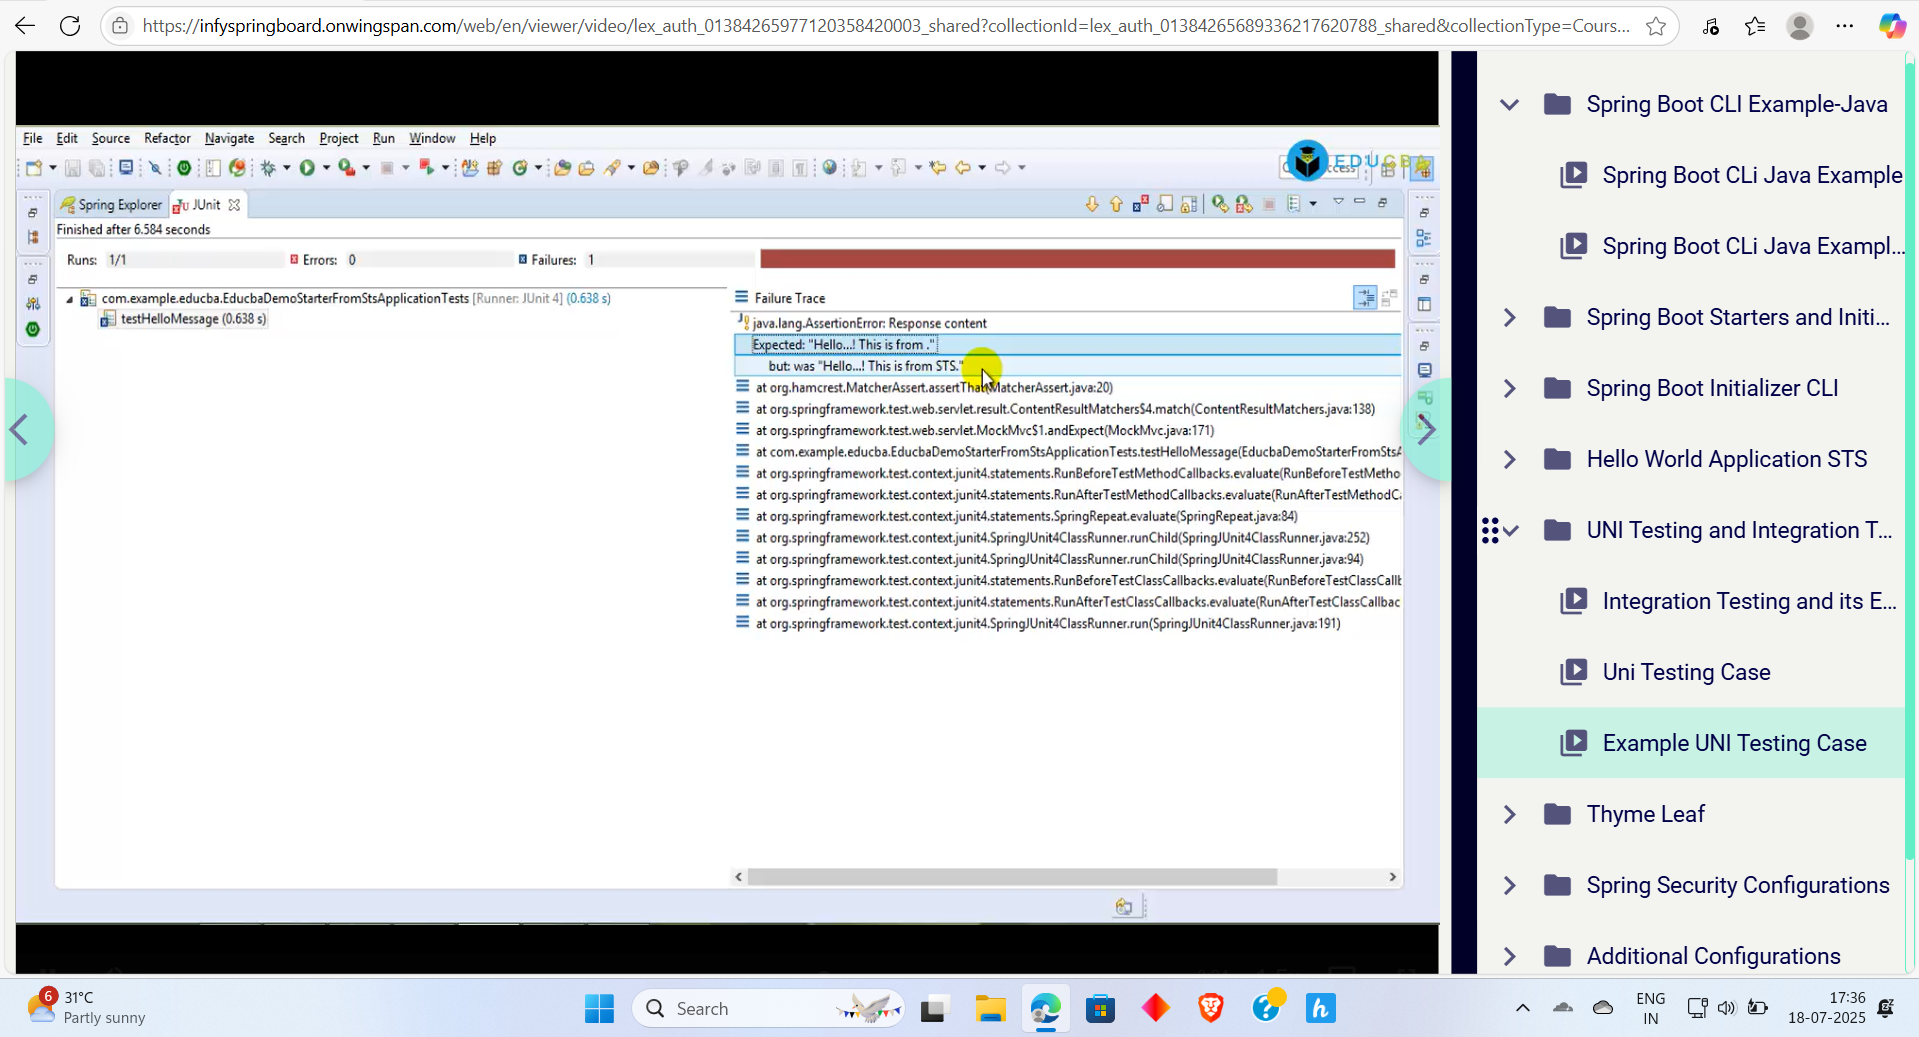 https://infyspringboard.onwingspan.com/web/en/viewer/video/lex_auth_01384265977120358420003_shared?collectionId=lex_auth_01384265689336217620788_shared&collectionType=Cours...
File Edit Source Refactor Navigate Search Project Run Window Help
EDUCBA
Spring Explorer JUnit
Finished after 6.584 seconds
Runs: 1/1 Errors: 0 Failures: 1
com.example.educba.EducbaDemoStarterFromStsApplicationTests [Runner: JUnit 4] (0.638 s)
testHelloMessage (0.638 s)
Failure Trace
java.lang.AssertionError: Response content
Expected: "Hello...! This is from ."
but: was "Hello...! This is from STS."
at org.hamcrest.MatcherAssert.assertThat(MatcherAssert.java:20)
at org.springframework.test.web.servlet.result.ContentResultMatchers$4.match(ContentResultMatchers.java:138)
at org.springframework.test.web.servlet.MockMvc$1.andExpect(MockMvc.java:171)
at com.example.educba.EducbaDemoStarterFromStsApplicationTests.testHelloMessage(EducbaDemoStarterFromStsA
at org.springframework.test.context.junit4.statements.RunBeforeTestMethodCallbacks.evaluate(RunBeforeTestMetho
at org.springframework.test.context.junit4.statements.RunAfterTestMethodCallbacks.evaluate(RunAfterTestMethodCa
at org.springframework.test.context.junit4.statements.SpringRepeat.evaluate(SpringRepeat.java:84)
at org.springframework.test.context.junit4.SpringJUnit4ClassRunner.runChild(SpringJUnit4ClassRunner.java:252)
at org.springframework.test.context.junit4.SpringJUnit4ClassRunner.runChild(SpringJUnit4ClassRunner.java:94)
at org.springframework.test.context.junit4.statements.RunBeforeTestClassCallbacks.evaluate(RunBeforeTestClassCallb
at org.springframework.test.context.junit4.statements.RunAfterTestClassCallbacks.evaluate(RunAfterTestClassCallbac
at org.springframework.test.context.junit4.SpringJUnit4ClassRunner.run(SpringJUnit4ClassRunner.java:191)
Spring Boot CLI Example-Java
Spring Boot CLi Java Example
Spring Boot CLi Java Exampl...
Spring Boot Starters and Initi...
Spring Boot Initializer CLI
Hello World Application STS
UNI Testing and Integration T...
Integration Testing and its E...
Uni Testing Case
Example UNI Testing Case
Thyme Leaf
Spring Security Configurations
Additional Configurations
6
31°C
Partly sunny
Search
ENG
IN
17:36
18-07-2025